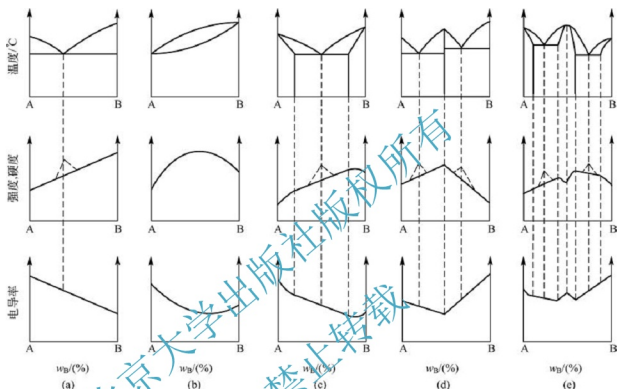 温度/℃
A B A B A B A B A B
强度、硬度
A B A B A B A B A B
电导率
A B A B A B A B A B
wB/(%) wB/(%) wB/(%) wB/(%) wB/(%)
(a) (b) (c) (d) (e)
京大学出版社版权所有
禁止转载